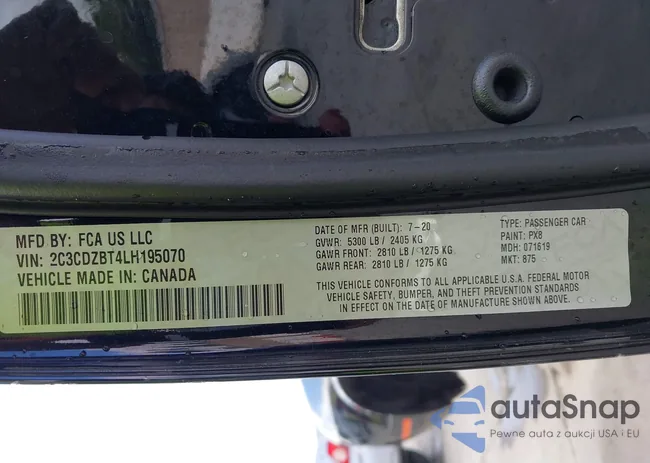 MFD BY: FCA US LLC
VIN: 2C3CDZBT4LH195070
VEHICLE MADE IN: CANADA
DATE OF MFR (BUILT): 7-20
GVWR: 5300 LB / 2405 KG
GAWR FRONT: 2810 LB / 1275 KG
GAWR REAR: 2810 LB / 1275 KG
TYPE: PASSENGER CAR
PAINT: PX8
MDH: 071619
MKT: 875
THIS VEHICLE CONFORMS TO ALL APPLICABLE U.S.A. FEDERAL MOTOR
VEHICLE SAFETY, BUMPER, AND THEFT PREVENTION STANDARDS
IN EFFECT ON THE DATE OF MANUFACTURE SHOWN ABOVE.
autaSnap
Pewne auta z aukcji USA i EU